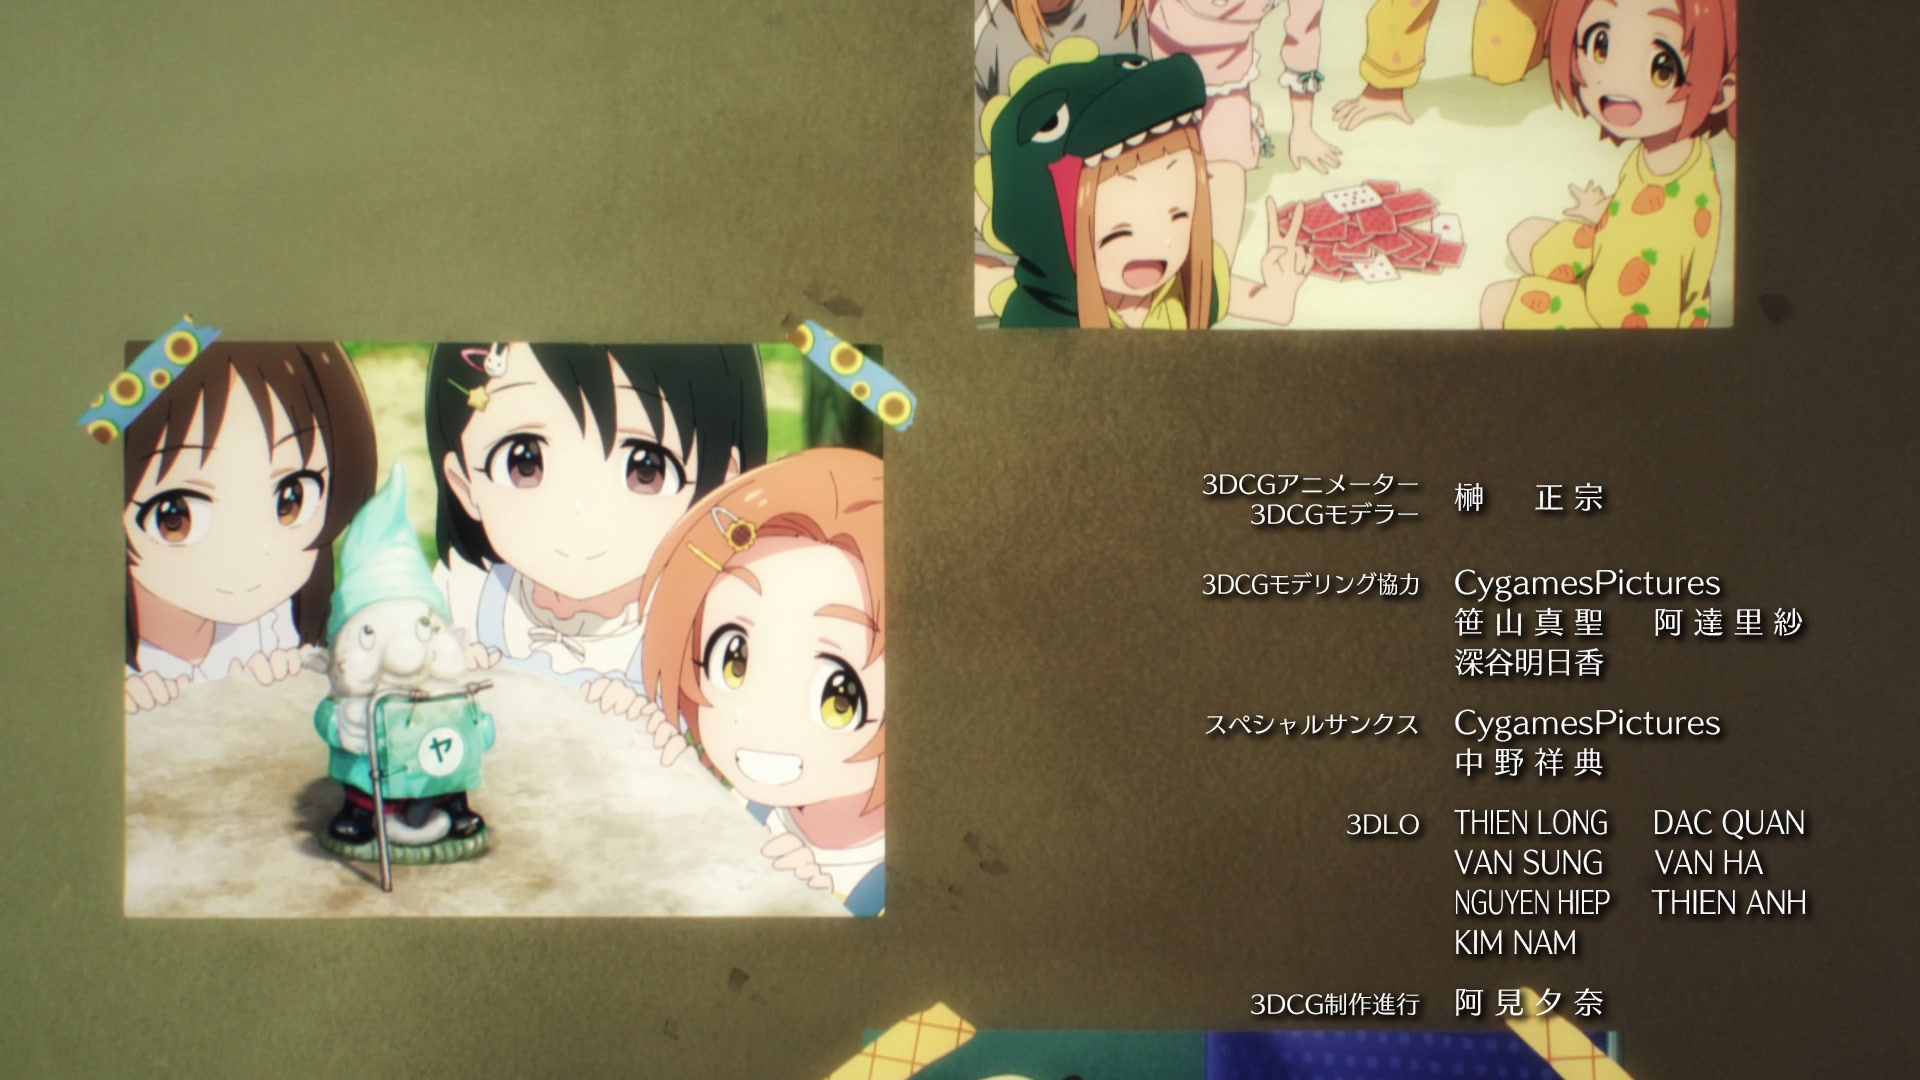 ヤ
3DCGアニメーター
3DCGモデラー 榊 正宗
3DCGモデリング協力 CygamesPictures
笹山真聖 阿達里紗
深谷明日香
スペシャルサンクス CygamesPictures
中野祥典
3DLO THIEN LONG DAC QUAN
VAN SUNG VAN HA
NGUYEN HIEP THIEN ANH
KIM NAM
3DCG制作進行 阿見夕奈